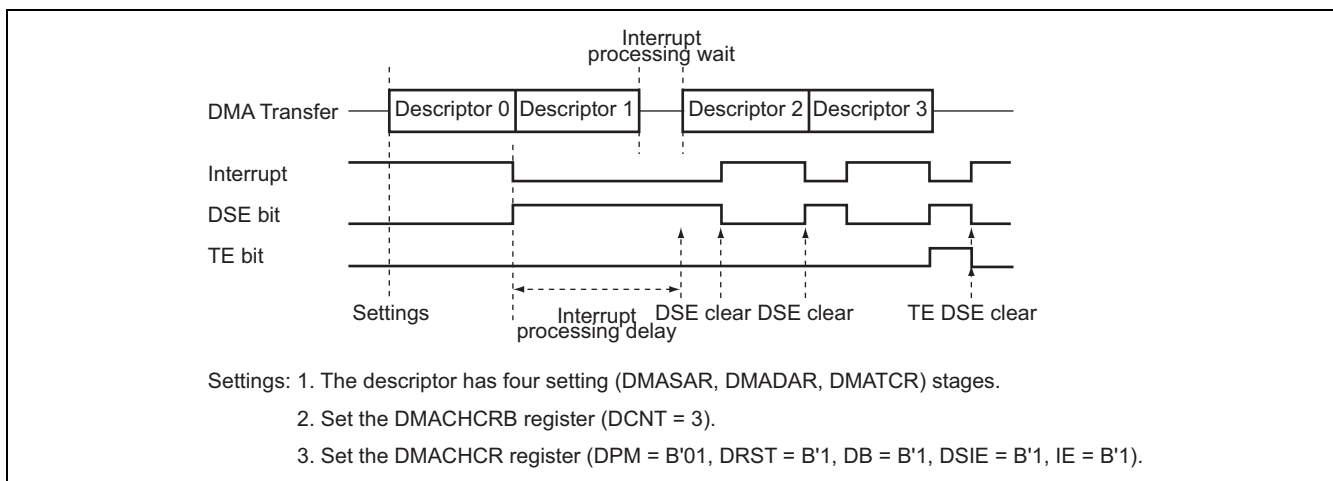 Interrupt
processing wait
DMA Transfer Descriptor 0 Descriptor 1 Descriptor 2 Descriptor 3
Interrupt
DSE bit
TE bit
Settings Interrupt DSE clear DSE clear TE DSE clear
processing delay
Settings: 1. The descriptor has four setting (DMASAR, DMADAR, DMATCR) stages.
2. Set the DMACHCRB register (DCNT = 3).
3. Set the DMACHCR register (DPM = B'01, DRST = B'1, DB = B'1, DSIE = B'1, IE = B'1).